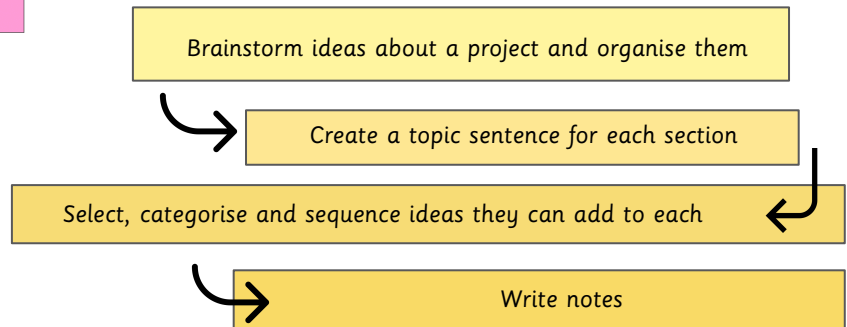 Brainstorm ideas about a project and organise them
Create a topic sentence for each section
Select, categorise and sequence ideas they can add to each
Write notes